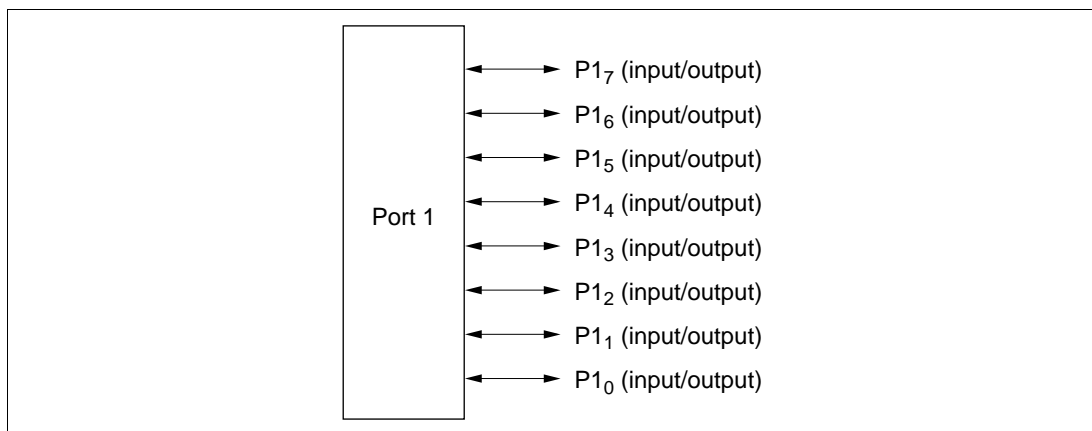 P1₇ (input/output)
P1₆ (input/output)
P1₅ (input/output)
P1₄ (input/output)
Port 1
P1₃ (input/output)
P1₂ (input/output)
P1₁ (input/output)
P1₀ (input/output)